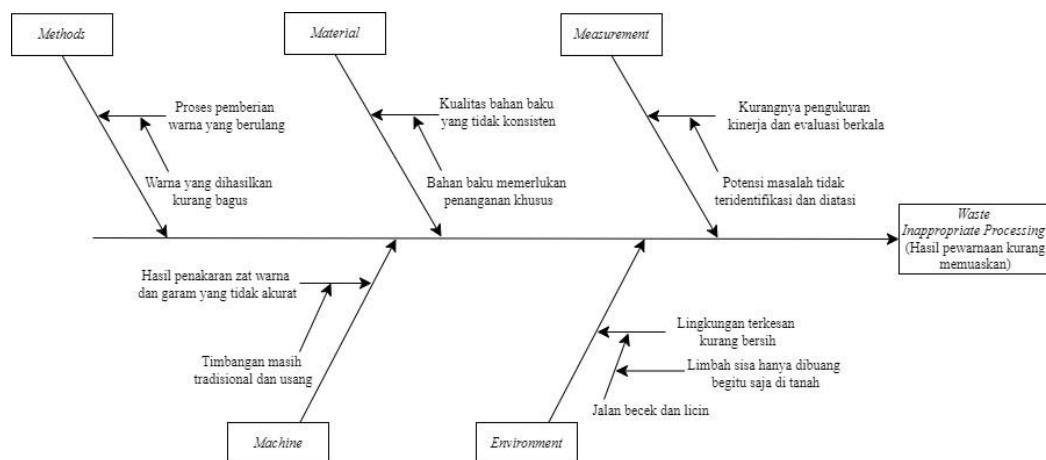 Methods
Material
Measurement
Proses pemberian
warna yang berulang
Kualitas bahan baku
yang tidak konsisten
Kurangnya pengukuran
kinerja dan evaluasi berkala
Warna yang dihasilkan
kurang bagus
Bahan baku memerlukan
penanganan khusus
Potensi masalah tidak
teridentifikasi dan diatasi
Waste
Inappropriate Processing
(Hasil pewarnaan kurang
memuaskan)
Hasil penakaran zat warna
dan garam yang tidak akurat
Timbangan masih
tradisional dan usang
Lingkungan terkesan
kurang bersih
Limbah sisa hanya dibuang
begitu saja di tanah
Jalan becek dan licin
Machine
Environment